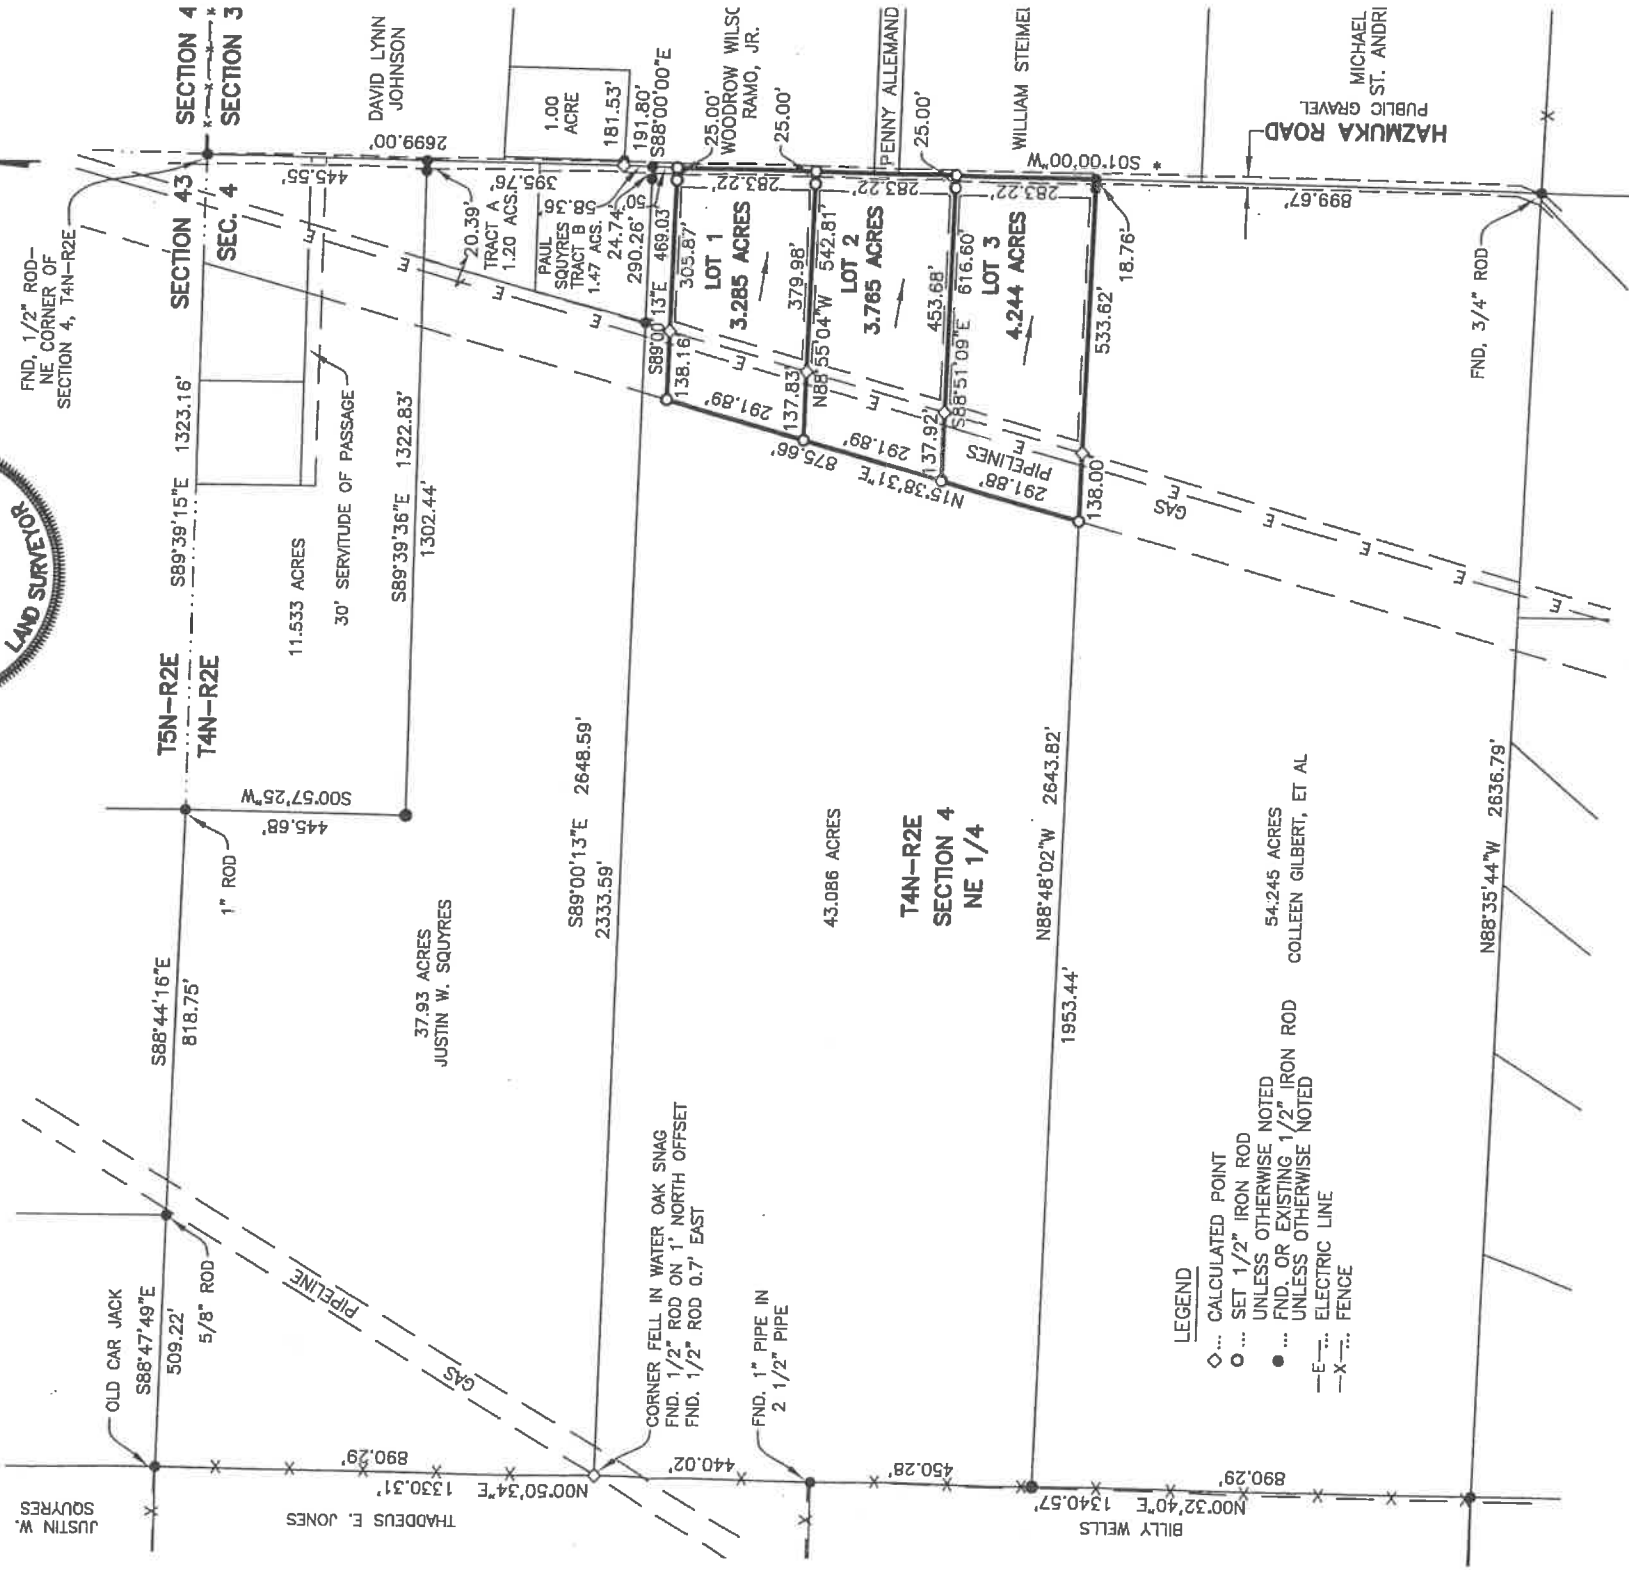 LAND SURVEYOR
FND, 1/2" ROD-
NE CORNER OF
SECTION 4, T4N-R2E
SECTION 43
SEC. 4
SECTION 4
SECTION 3
T5N-R2E
T4N-R2E
S89°39'15"E 1323.16'
11.533 ACRES
30' SERVITUDE OF PASSAGE
S89°39'36"E 1322.83'
1302.44'
445.55'
2699.00'
DAVID LYNN
JOHNSON
1.00
ACRE
181.53'
191.80'
S88°00'00"E
20.39'
395.76'
TRACT A
1.20 ACS.
PAUL
SQUYRES
TRACT B
1.47 ACS.
58.36'
24.74'
50'
290.26'
S89°00'13"E 469.03'
25.00'
WOODROW
RAMO, JR.
25.00'
PENNY ALLEMAND
25.00'
WILLIAM
S01°00'00"W
*
MICHAEL
ST.
PUBLIC GRAVEL
HAZMUKA ROAD
899.67'
FND, 3/4" ROD
138.16'
305.87'
LOT 1
3.285 ACRES
283.22'
291.89'
137.83'
379.98'
N88°55'04"W 542.81'
LOT 2
3.765 ACRES
283.22'
291.89'
875.66'
N15°38'31"E
137.92'
453.68'
S88°51'09"E 616.60'
LOT 3
4.244 ACRES
283.22'
291.88'
138.00
533.62'
18.76'
GAS
PIPELINES
E
E
E
E
E
E
E
E
E
E
E
E
S00°57'25"W
445.68'
1" ROD
S88°44'16"E
818.75'
37.93 ACRES
JUSTIN W. SQUYRES
S89°00'13"E 2648.59'
2333.59'
43.086 ACRES
T4N-R2E
SECTION 4
NE 1/4
N88°48'02"W 2643.82'
1953.44'
54.245 ACRES
COLLEEN GILBERT, ET AL
N88°35'44"W 2636.79'
OLD CAR JACK
S88°47'49"E
509.22'
5/8" ROD
GAS
PIPELINE
CORNER FELL IN WATER OAK SNAG
FND. 1/2" ROD ON 1' NORTH OFFSET
FND. 1/2" ROD 0.7' EAST
FND. 1" PIPE IN
2 1/2" PIPE
JUSTIN W.
SQUYRES
THADDEUS E. JONES
890.29'
N00°50'34"E 1330.31'
440.02'
450.28'
890.29'
N00°32'40"E 1340.57'
BILLY WELLS
LEGEND
... CALCULATED POINT
... SET 1/2" IRON ROD
UNLESS OTHERWISE NOTED
... FND. OR EXISTING 1/2" IRON ROD
UNLESS OTHERWISE NOTED
—E—... ELECTRIC LINE
—X—... FENCE